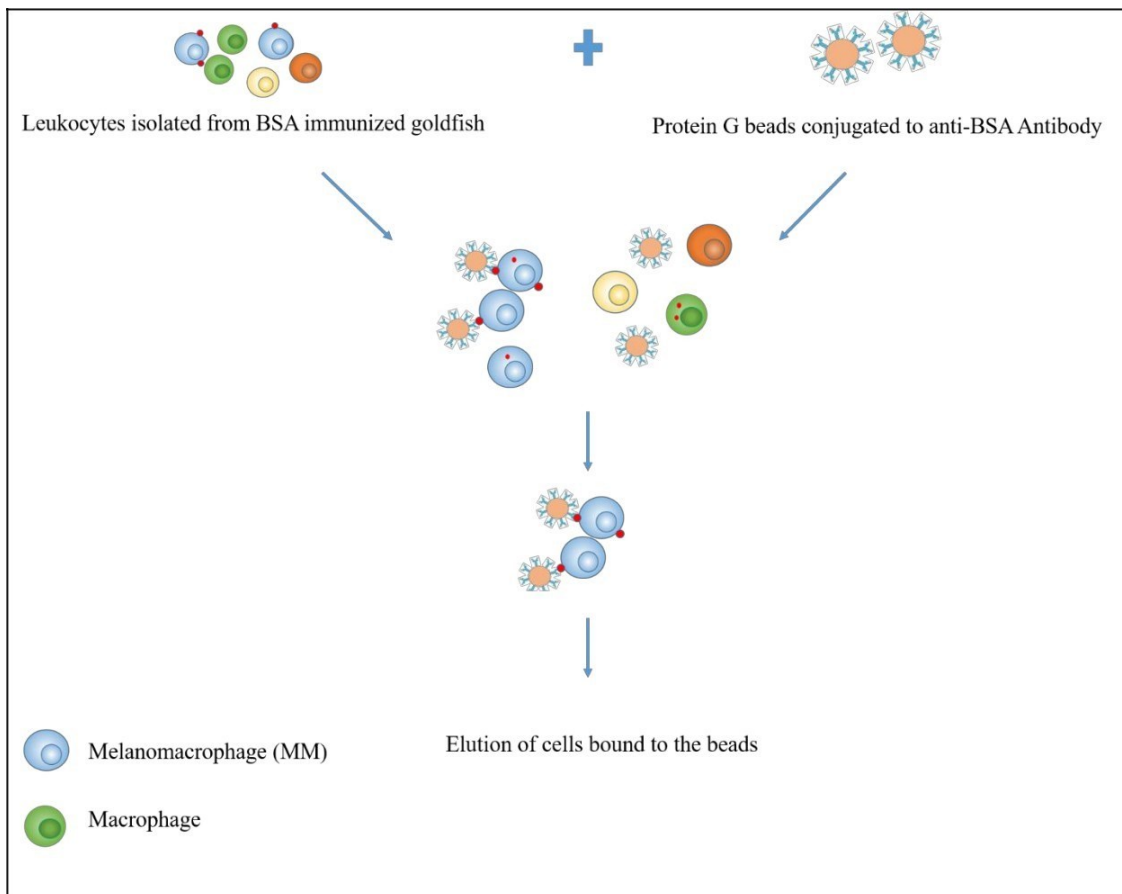 Leukocytes isolated from BSA immunized goldfish
Protein G beads conjugated to anti-BSA Antibody
Elution of cells bound to the beads
Melanomacrophage (MM)
Macrophage